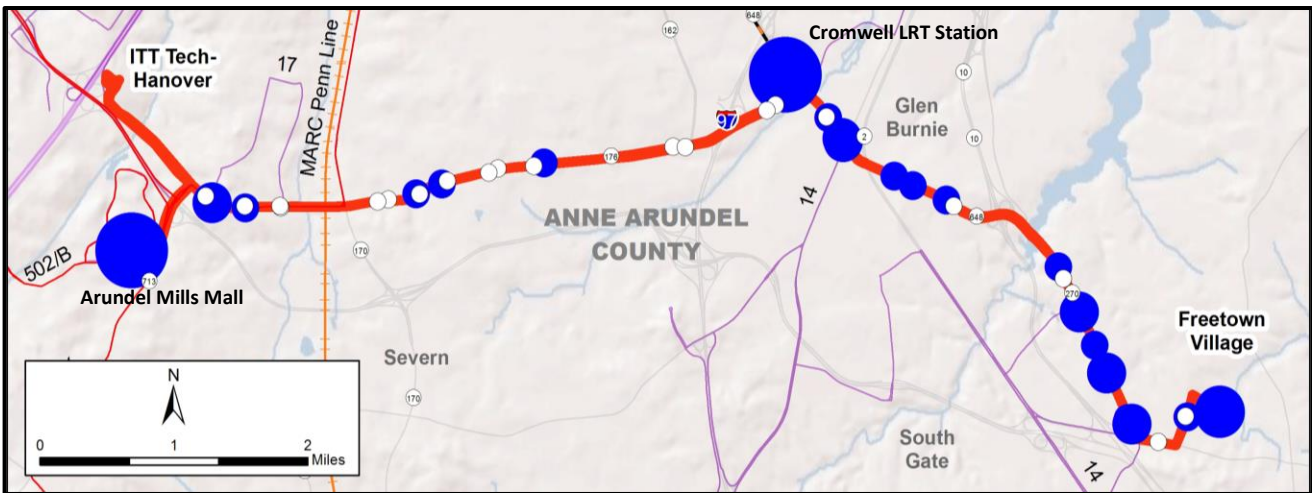 648
Cromwell LRT Station
162
ITT Tech-
Hanover
17
MARC Penn Line
10
97
Glen
Burnie
2
10
176
14
ANNE ARUNDEL
COUNTY
648
170
502/B
713
Arundel Mills Mall
270
Freetown
Village
Severn
170
N
0 1 2
Miles
South
Gate
14